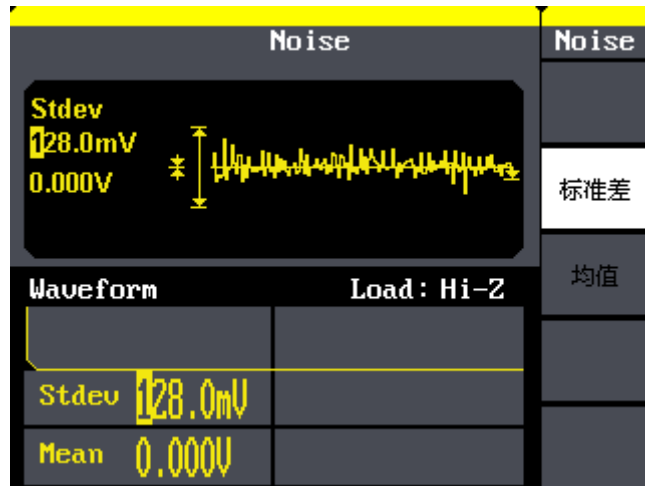 Noise
Noise
Stdev
128.0mV
0.000V
标准差
均值
Waveform Load: Hi-Z
Stdev 128.0mV
Mean 0.000V